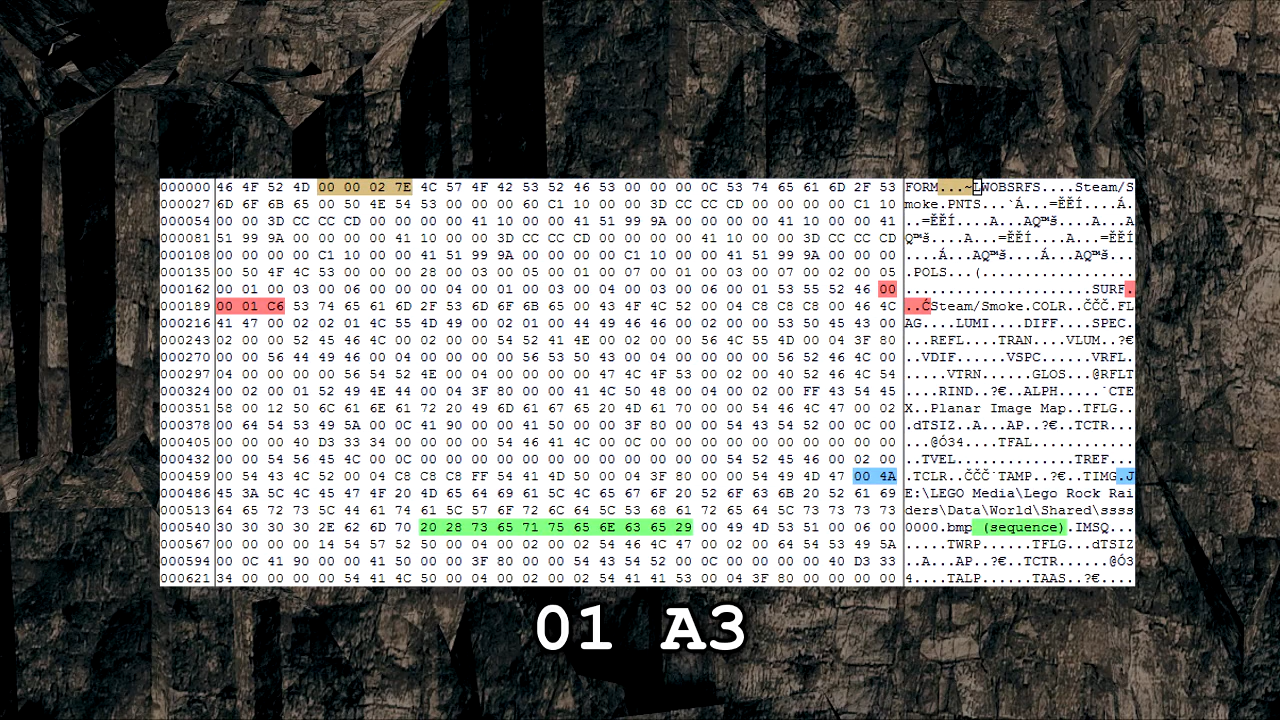 000000 46 4F 52 4D 00 00 02 7E 4C 57 4F 42 53 52 46 53 00 00 00 0C 53 74 65 61 6D 2F 53 FORM...~LWOBSRFS....Steam/S
000027 6D 6F 6B 65 00 50 4E 54 53 00 00 00 60 C1 10 00 00 3D CC CC CD 00 00 00 00 C1 10 moke.PNTS...`Á...=ĚĚÍ....Á.
000054 00 00 3D CC CC CD 00 00 00 00 41 10 00 00 41 51 99 9A 00 00 00 00 41 10 00 00 41 ..=ĚĚÍ....A...AQ™š....A...A
000081 51 99 9A 00 00 00 00 41 10 00 00 3D CC CC CD 00 00 00 00 41 10 00 00 3D CC CC CD Q™š....A...=ĚĚÍ....A...=ĚĚÍ
000108 00 00 00 00 C1 10 00 00 41 51 99 9A 00 00 00 00 C1 10 00 00 41 51 99 9A 00 00 00 ....Á...AQ™š....Á...AQ™š...
000135 00 50 4F 4C 53 00 00 00 28 00 03 00 05 00 01 00 07 00 01 00 03 00 07 00 02 00 05 .POLS...(..................
000162 00 01 00 03 00 06 00 00 00 04 00 01 00 03 00 04 00 03 00 06 00 01 53 55 52 46 00 ......................SURF.
000189 00 01 C6 53 74 65 61 6D 2F 53 6D 6F 6B 65 00 43 4F 4C 52 00 04 C8 C8 C8 00 46 4C ..ĆSteam/Smoke.COLR..ČČČ.FL
000216 41 47 00 02 02 01 4C 55 4D 49 00 02 01 00 44 49 46 46 00 02 00 00 53 50 45 43 00 AG....LUMI....DIFF....SPEC.
000243 02 00 00 52 45 46 4C 00 02 00 00 54 52 41 4E 00 02 00 00 56 4C 55 4D 00 04 3F 80 ...REFL....TRAN....VLUM..?€
000270 00 00 56 44 49 46 00 04 00 00 00 00 56 53 50 43 00 04 00 00 00 00 56 52 46 4C 00 ..VDIF......VSPC......VRFL.
000297 04 00 00 00 00 56 54 52 4E 00 04 00 00 00 00 47 4C 4F 53 00 02 00 40 52 46 4C 54 .....VTRN......GLOS...@RFLT
000324 00 02 00 01 52 49 4E 44 00 04 3F 80 00 00 41 4C 50 48 00 04 00 02 00 FF 43 54 45 ....RIND..?€..ALPH.....˙CTE
000351 58 00 12 50 6C 61 6E 61 72 20 49 6D 61 67 65 20 4D 61 70 00 00 54 46 4C 47 00 02 X..Planar Image Map..TFLG..
000378 00 64 54 53 49 5A 00 0C 41 90 00 00 41 50 00 00 3F 80 00 00 54 43 54 52 00 0C 00 .dTSIZ..A...AP..?€..TCTR...
000405 00 00 00 40 D3 33 34 00 00 00 00 54 46 41 4C 00 0C 00 00 00 00 00 00 00 00 00 00 ...@Ó34....TFAL............
000432 00 00 54 56 45 4C 00 0C 00 00 00 00 00 00 00 00 00 00 00 00 54 52 45 46 00 02 00 ..TVEL..............TREF...
000459 00 54 43 4C 52 00 04 C8 C8 C8 FF 54 41 4D 50 00 04 3F 80 00 00 54 49 4D 47 00 4A .TCLR..ČČČ˙TAMP..?€..TIMG.J
000486 45 3A 5C 4C 45 47 4F 20 4D 65 64 69 61 5C 4C 65 67 6F 20 52 6F 63 6B 20 52 61 69 E:\LEGO Media\Lego Rock Rai
000513 64 65 72 73 5C 44 61 74 61 5C 57 6F 72 6C 64 5C 53 68 61 72 65 64 5C 73 73 73 73 ders\Data\World\Shared\ssss
000540 30 30 30 30 2E 62 6D 70 20 28 73 65 71 75 65 6E 63 65 29 00 49 4D 53 51 00 06 00 0000.bmp (sequence).IMSQ...
000567 00 00 00 00 14 54 57 52 50 00 04 00 02 00 02 54 46 4C 47 00 02 00 64 54 53 49 5A .....TWRP......TFLG...dTSIZ
000594 00 0C 41 90 00 00 41 50 00 00 3F 80 00 00 54 43 54 52 00 0C 00 00 00 00 40 D3 33 ..A...AP..?€..TCTR......@Ó3
000621 34 00 00 00 00 54 41 4C 50 00 04 00 02 00 02 54 41 41 53 00 04 3F 80 00 00 00 00 4....TALP......TAAS..?€....
01 A3